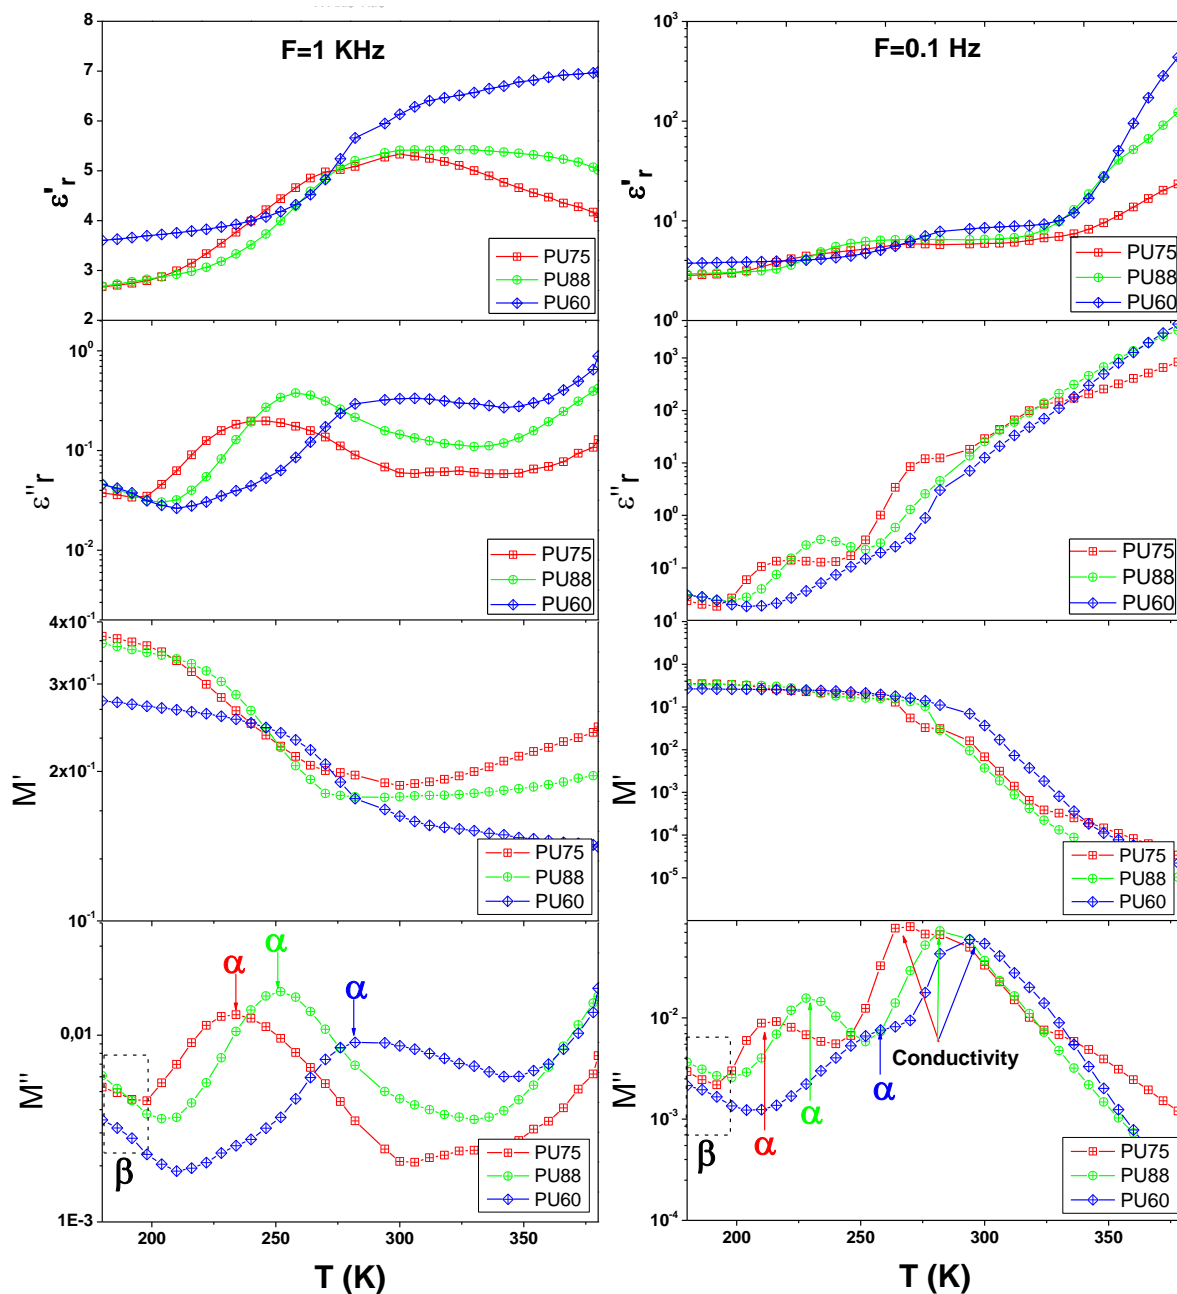 F=1 KHz
8
7
6
5
4
3
2
ε'r
PU75
PU88
PU60
10⁰
10⁻¹
10⁻²
ε''r
PU75
PU88
PU60
4x10⁻¹
3x10⁻¹
2x10⁻¹
10⁻¹
M'
PU75
PU88
PU60
α
α
α
0,01
1E-3
M''
β
PU75
PU88
PU60
200
250
300
350
T (K)
F=0.1 Hz
10³
10²
10¹
10⁰
ε'r
PU75
PU88
PU60
10³
10²
10¹
10⁰
10⁻¹
10¹
ε''r
PU75
PU88
PU60
10⁰
10⁻¹
10⁻²
10⁻³
10⁻⁴
10⁻⁵
M'
PU75
PU88
PU60
10⁻²
10⁻³
10⁻⁴
M''
Conductivity
α
α
α
β
PU75
PU88
PU60
200
250
300
350
T (K)